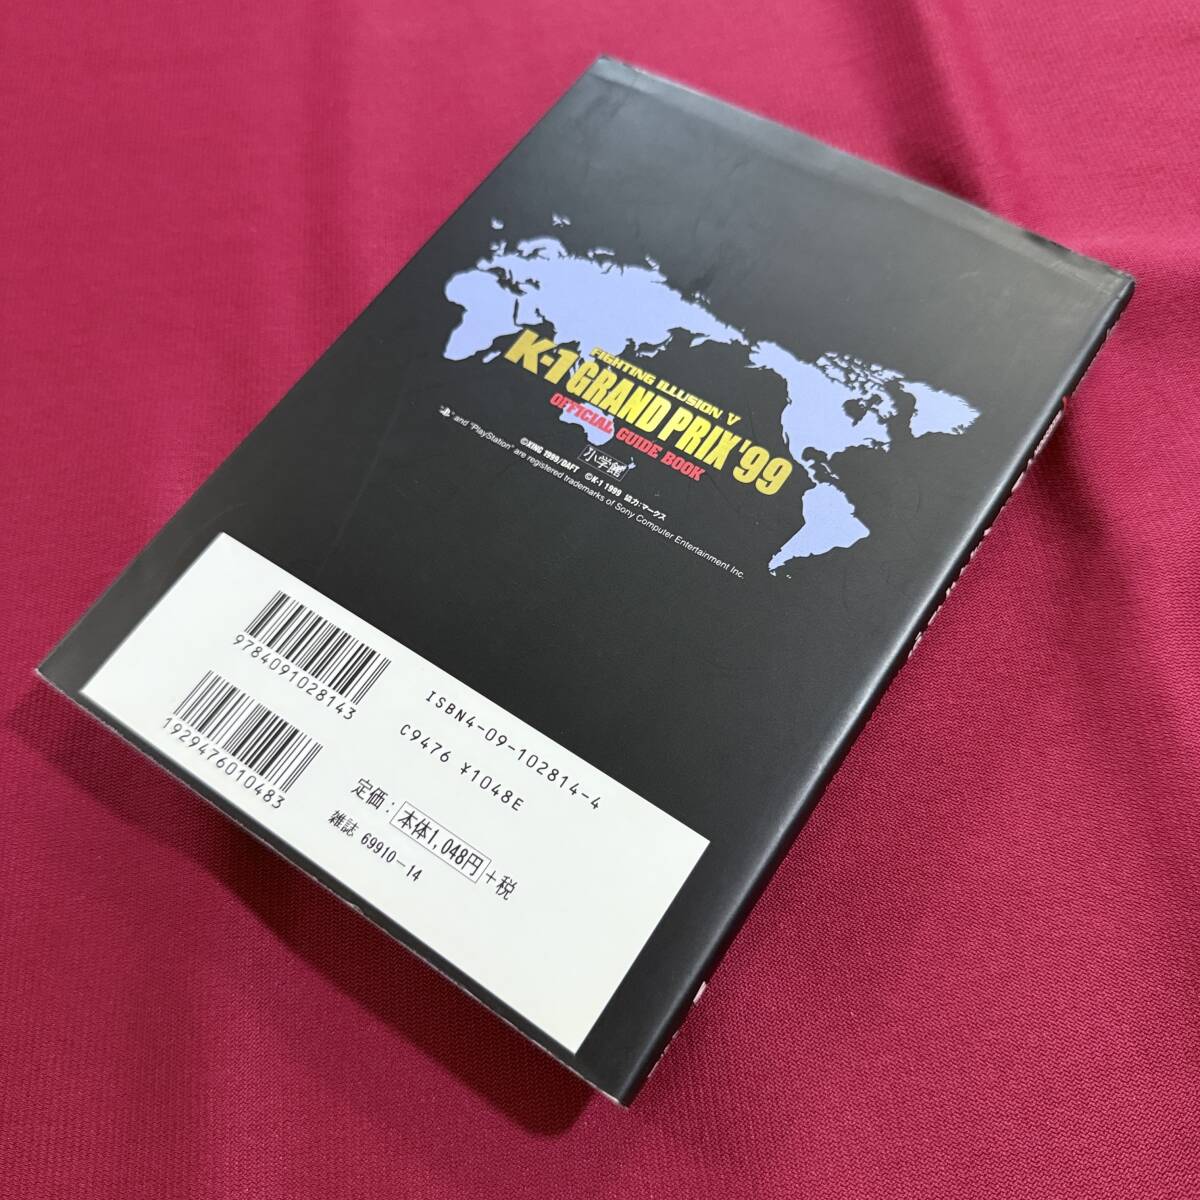 FIGHTING ILLUSION V
K-1 GRAND PRIX '99
OFFICIAL GUIDE BOOK
小学館
©XING 1999/DAFT ©K-1 1999 協力:マークス
" " and "PlayStation" are registered trademarks of Sony Computer Entertainment Inc.
9784091028143
ISBN4-09-102814-4
C9476 ¥1048E
1929476010483
定価:本体1,048円+税
雑誌 69910-14